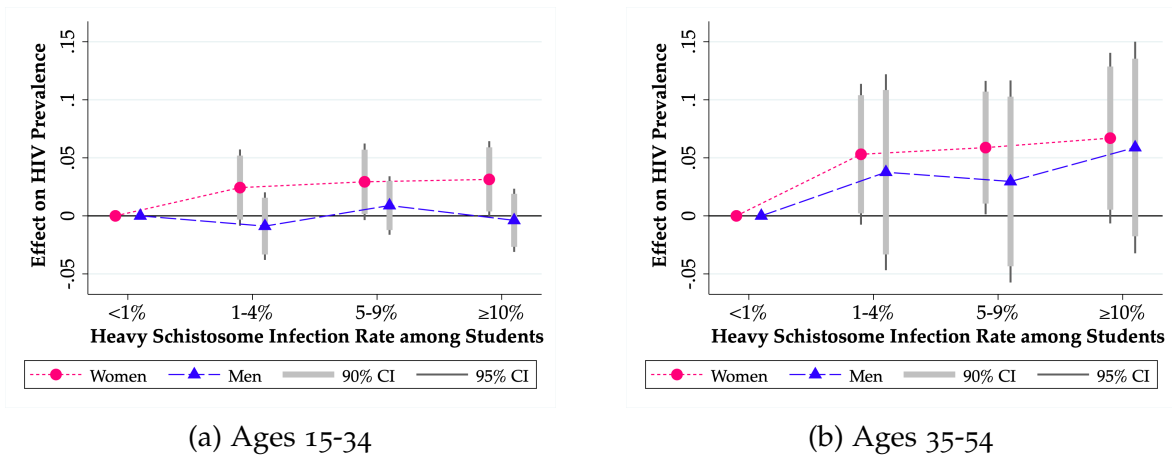 Effect on HIV Prevalence
.15
.1
.05
0
-.05
<1%
1-4%
5-9%
≥10%
Heavy Schistosome Infection Rate among Students
Women
Men
90% CI
95% CI
(a) Ages 15-34
Effect on HIV Prevalence
.15
.1
.05
0
-.05
<1%
1-4%
5-9%
≥10%
Heavy Schistosome Infection Rate among Students
Women
Men
90% CI
95% CI
(b) Ages 35-54